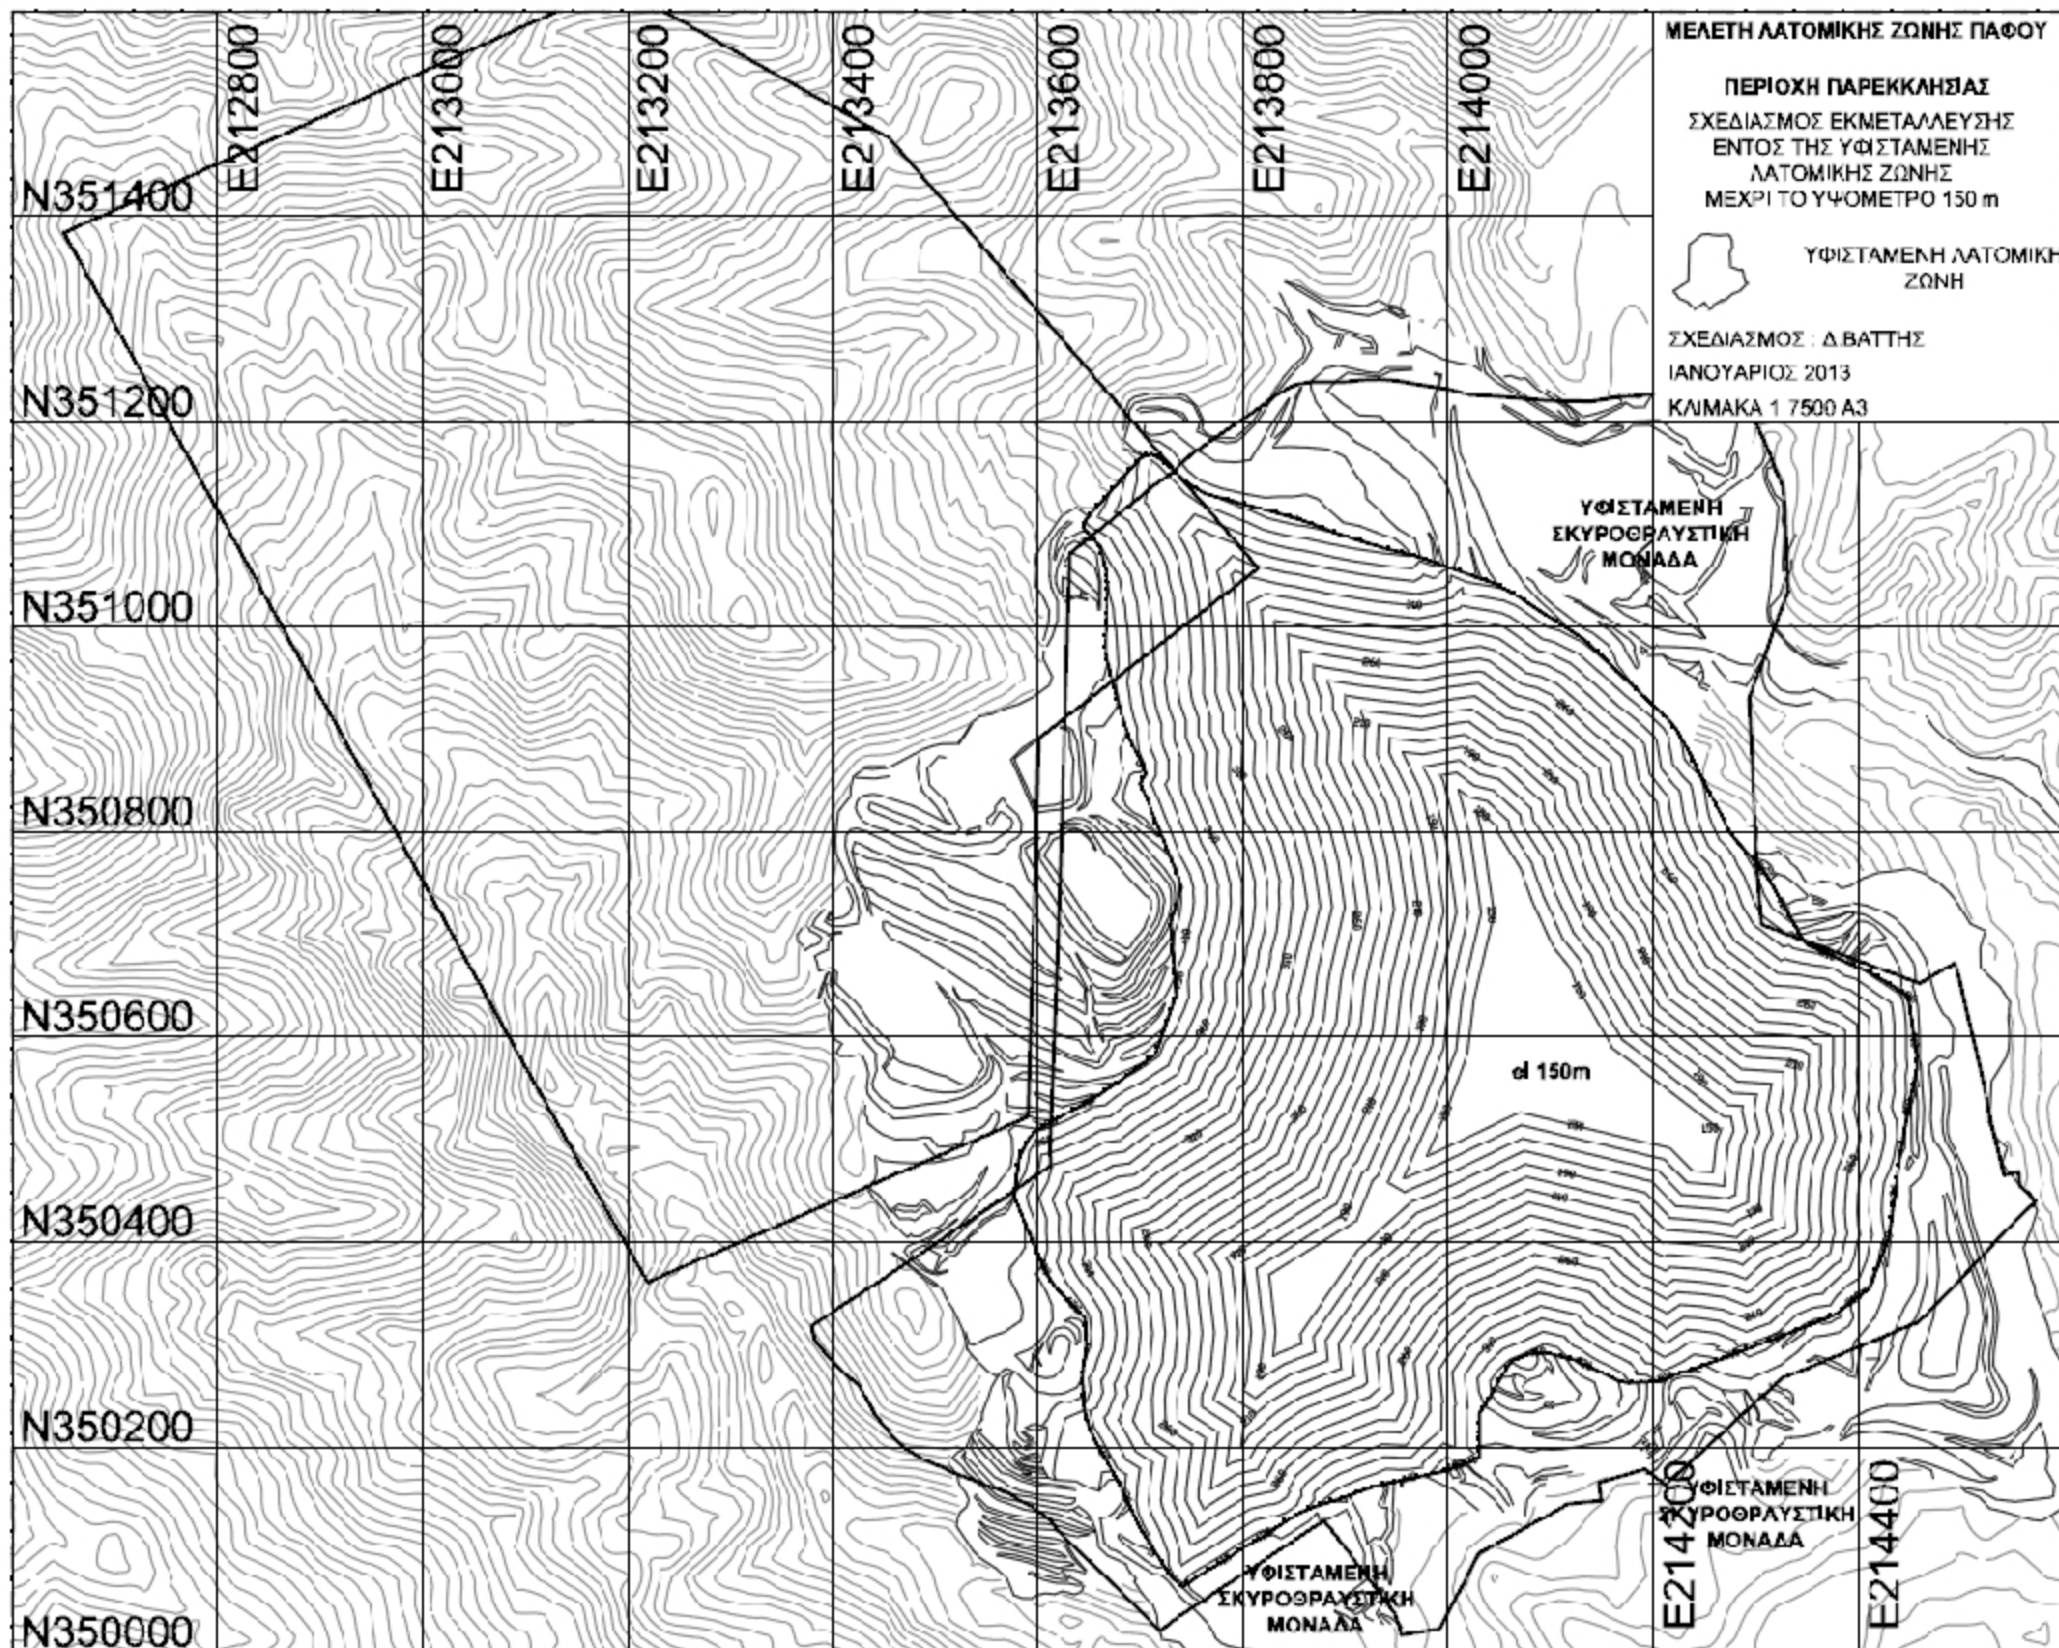 ΜΕΛΕΤΗ ΛΑΤΟΜΙΚΗΣ ΖΩΝΗΣ ΠΑΦΟΥ
ΠΕΡΙΟΧΗ ΠΑΡΕΚΚΛΗΣΙΑΣ
ΣΧΕΔΙΑΣΜΟΣ ΕΚΜΕΤΑΛΛΕΥΣΗΣ
ΕΝΤΟΣ ΤΗΣ ΥΦΙΣΤΑΜΕΝΗΣ
ΛΑΤΟΜΙΚΗΣ ΖΩΝΗΣ
ΜΕΧΡΙ ΤΟ ΥΨΟΜΕΤΡΟ 150 m
ΥΦΙΣΤΑΜΕΝΗ ΛΑΤΟΜΙΚΗ
ΖΩΝΗ
ΣΧΕΔΙΑΣΜΟΣ : Δ.ΒΑΤΤΗΣ
ΙΑΝΟΥΑΡΙΟΣ 2013
ΚΛΙΜΑΚΑ 1 7500 Α3
E212800
E213000
E213200
E213400
E213600
E213800
E214000
N351400
N351200
N351000
N350800
N350600
N350400
N350200
N350000
ΥΦΙΣΤΑΜΕΝΗ
ΣΚΥΡΟΘΡΑΥΣΤΙΚΗ
ΜΟΝΑΔΑ
el 150m
ΥΦΙΣΤΑΜΕΝΗ
ΣΚΥΡΟΘΡΑΥΣΤΙΚΗ
ΜΟΝΑΔΑ
E214200
E214400
ΥΦΙΣΤΑΜΕΝΗ
ΣΚΥΡΟΘΡΑΥΣΤΙΚΗ
ΜΟΝΑΔΑ